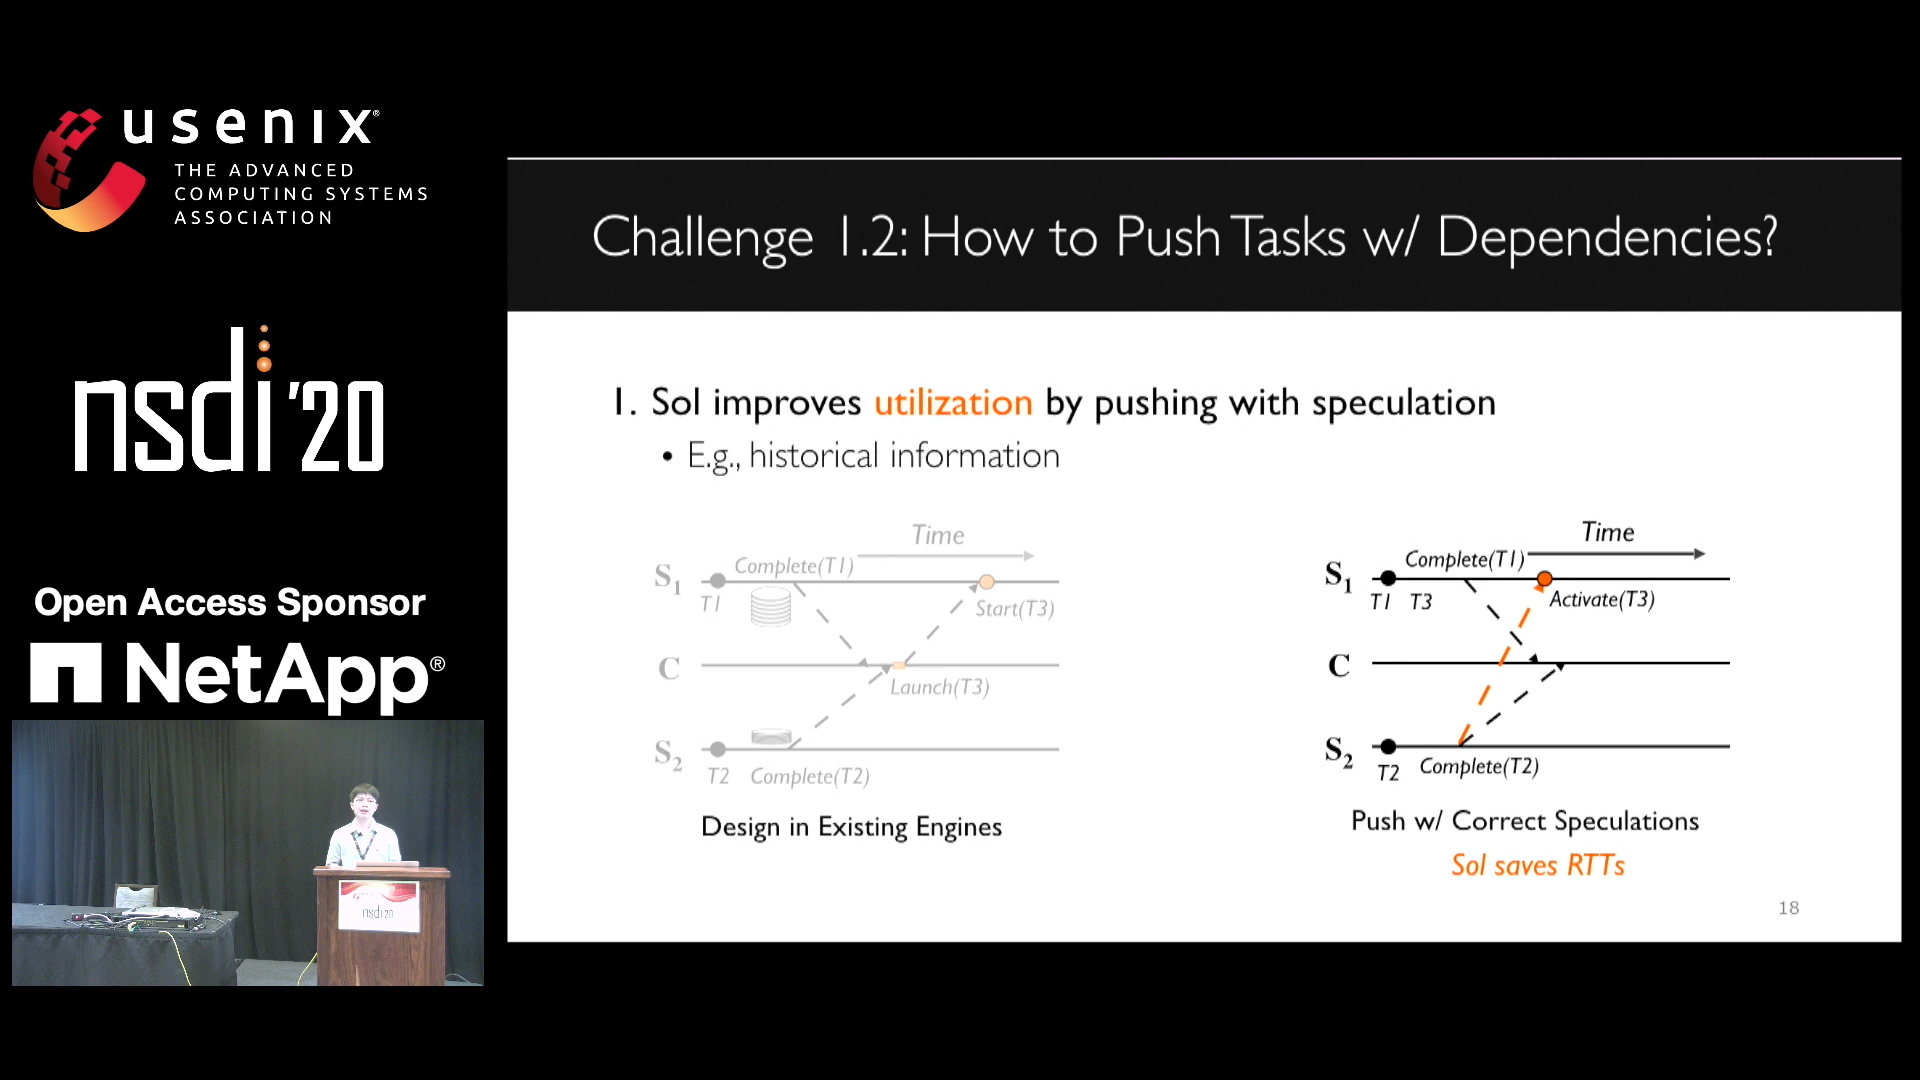 usenix®
THE ADVANCED
COMPUTING SYSTEMS
ASSOCIATION
nsdi '20
Open Access Sponsor
NetApp®
nsdi 20
Challenge 1.2: How to Push Tasks w/ Dependencies?
1. Sol improves utilization by pushing with speculation
• E.g., historical information
Time
Complete(T1)
S1
T1
Start(T3)
C
Launch(T3)
S2
T2 Complete(T2)
Design in Existing Engines
Time
Complete(T1)
S1
T1 T3
Activate(T3)
C
S2
T2 Complete(T2)
Push w/ Correct Speculations
Sol saves RTTs
18